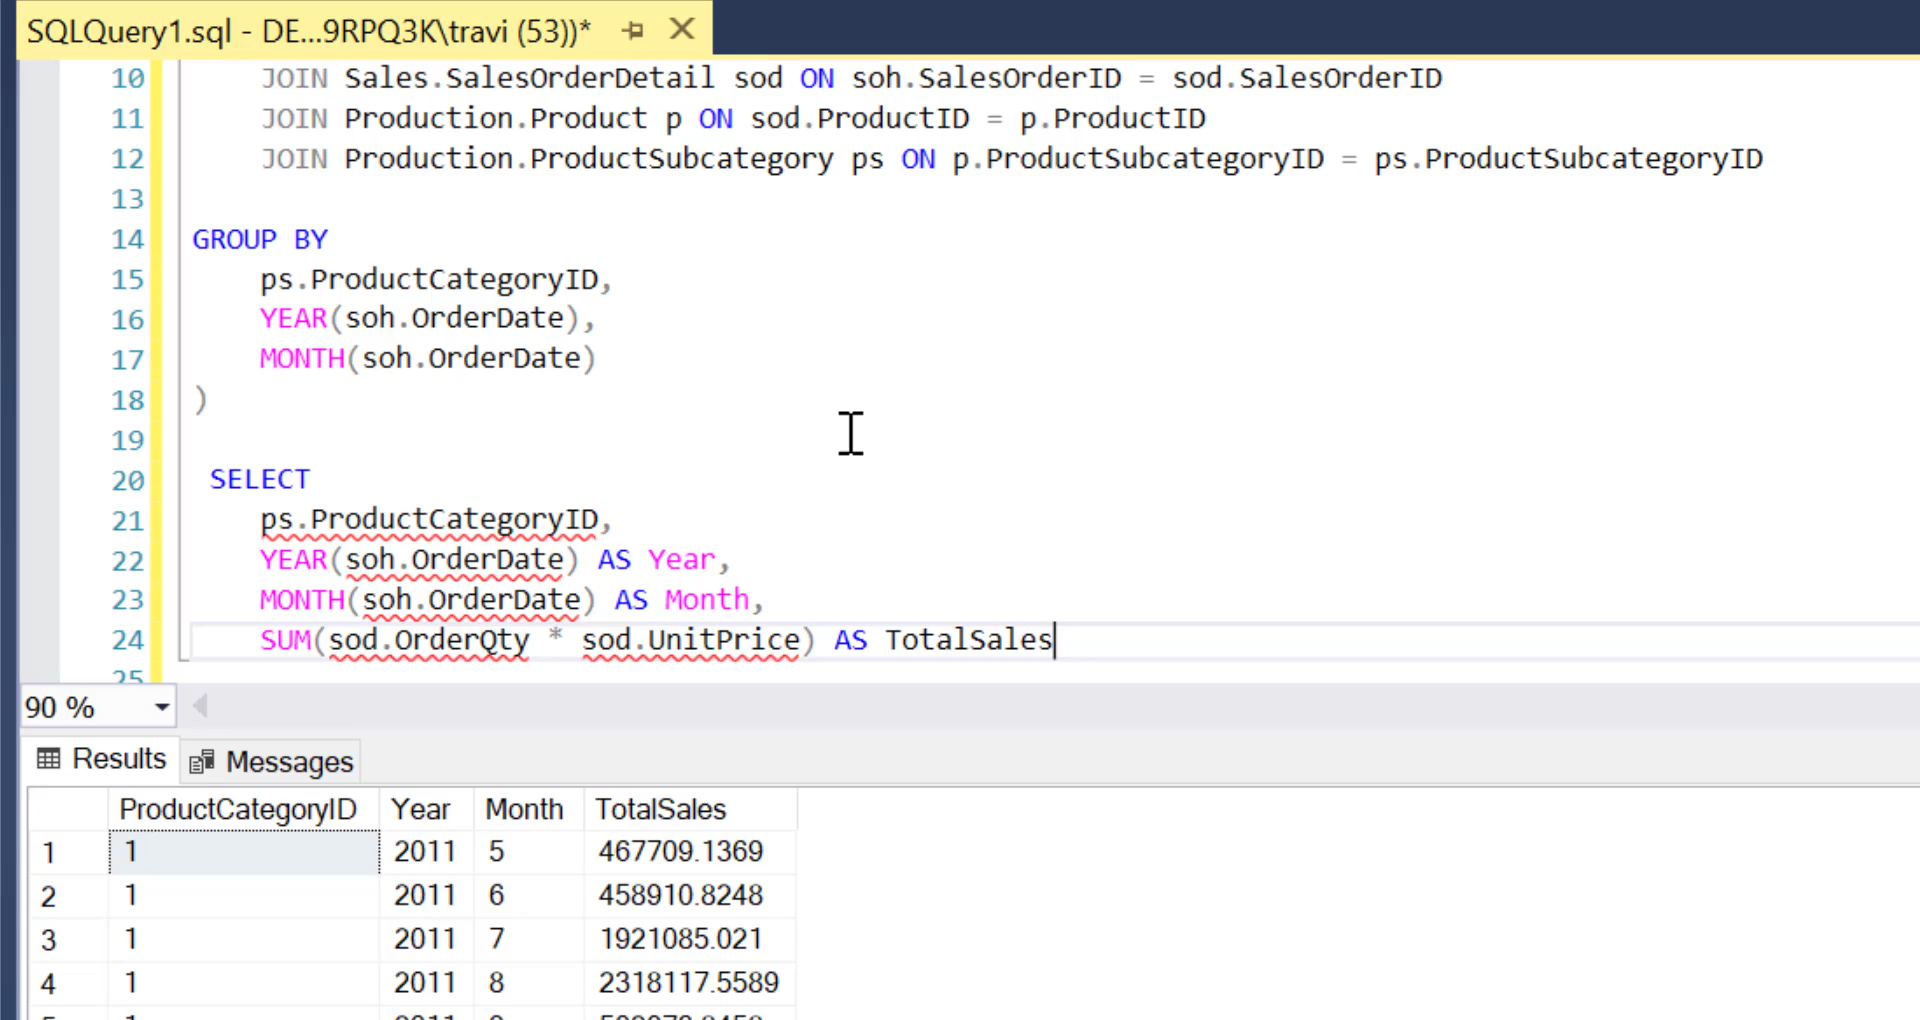 SQLQuery1.sql - DE...9RPQ3K\travi (53))*
10 JOIN Sales.SalesOrderDetail sod ON soh.SalesOrderID = sod.SalesOrderID
11 JOIN Production.Product p ON sod.ProductID = p.ProductID
12 JOIN Production.ProductSubcategory ps ON p.ProductSubcategoryID = ps.ProductSubcategoryID
13
14 GROUP BY
15 ps.ProductCategoryID,
16 YEAR(soh.OrderDate),
17 MONTH(soh.OrderDate)
18 )
19
20 SELECT
21 ps.ProductCategoryID,
22 YEAR(soh.OrderDate) AS Year,
23 MONTH(soh.OrderDate) AS Month,
24 SUM(sod.OrderQty * sod.UnitPrice) AS TotalSales
25
90 %
Results Messages
ProductCategoryID Year Month TotalSales
1 1 2011 5 467709.1369
2 1 2011 6 458910.8248
3 1 2011 7 1921085.021
4 1 2011 8 2318117.5589